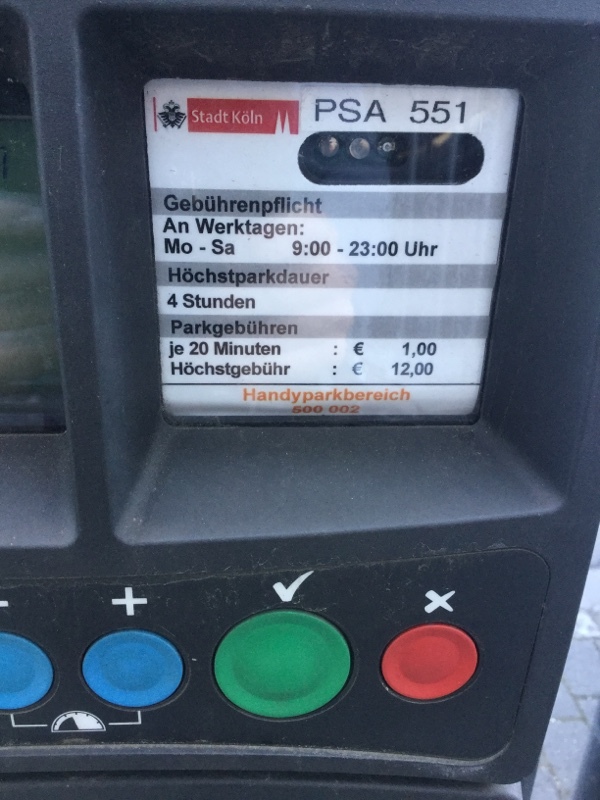 Stadt Köln PSA 551
Gebührenpflicht
An Werktagen:
Mo - Sa 9:00 - 23:00 Uhr
Höchstparkdauer
4 Stunden
Parkgebühren
je 20 Minuten : € 1,00
Höchstgebühr : € 12,00
Handyparkbereich
500 002